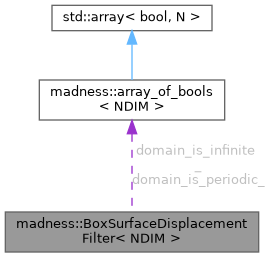 std::array< bool, N >
madness::array_of_bools
< NDIM >
domain_is_infinite
_
domain_is_periodic_
madness::BoxSurfaceDisplacement
Filter< NDIM >